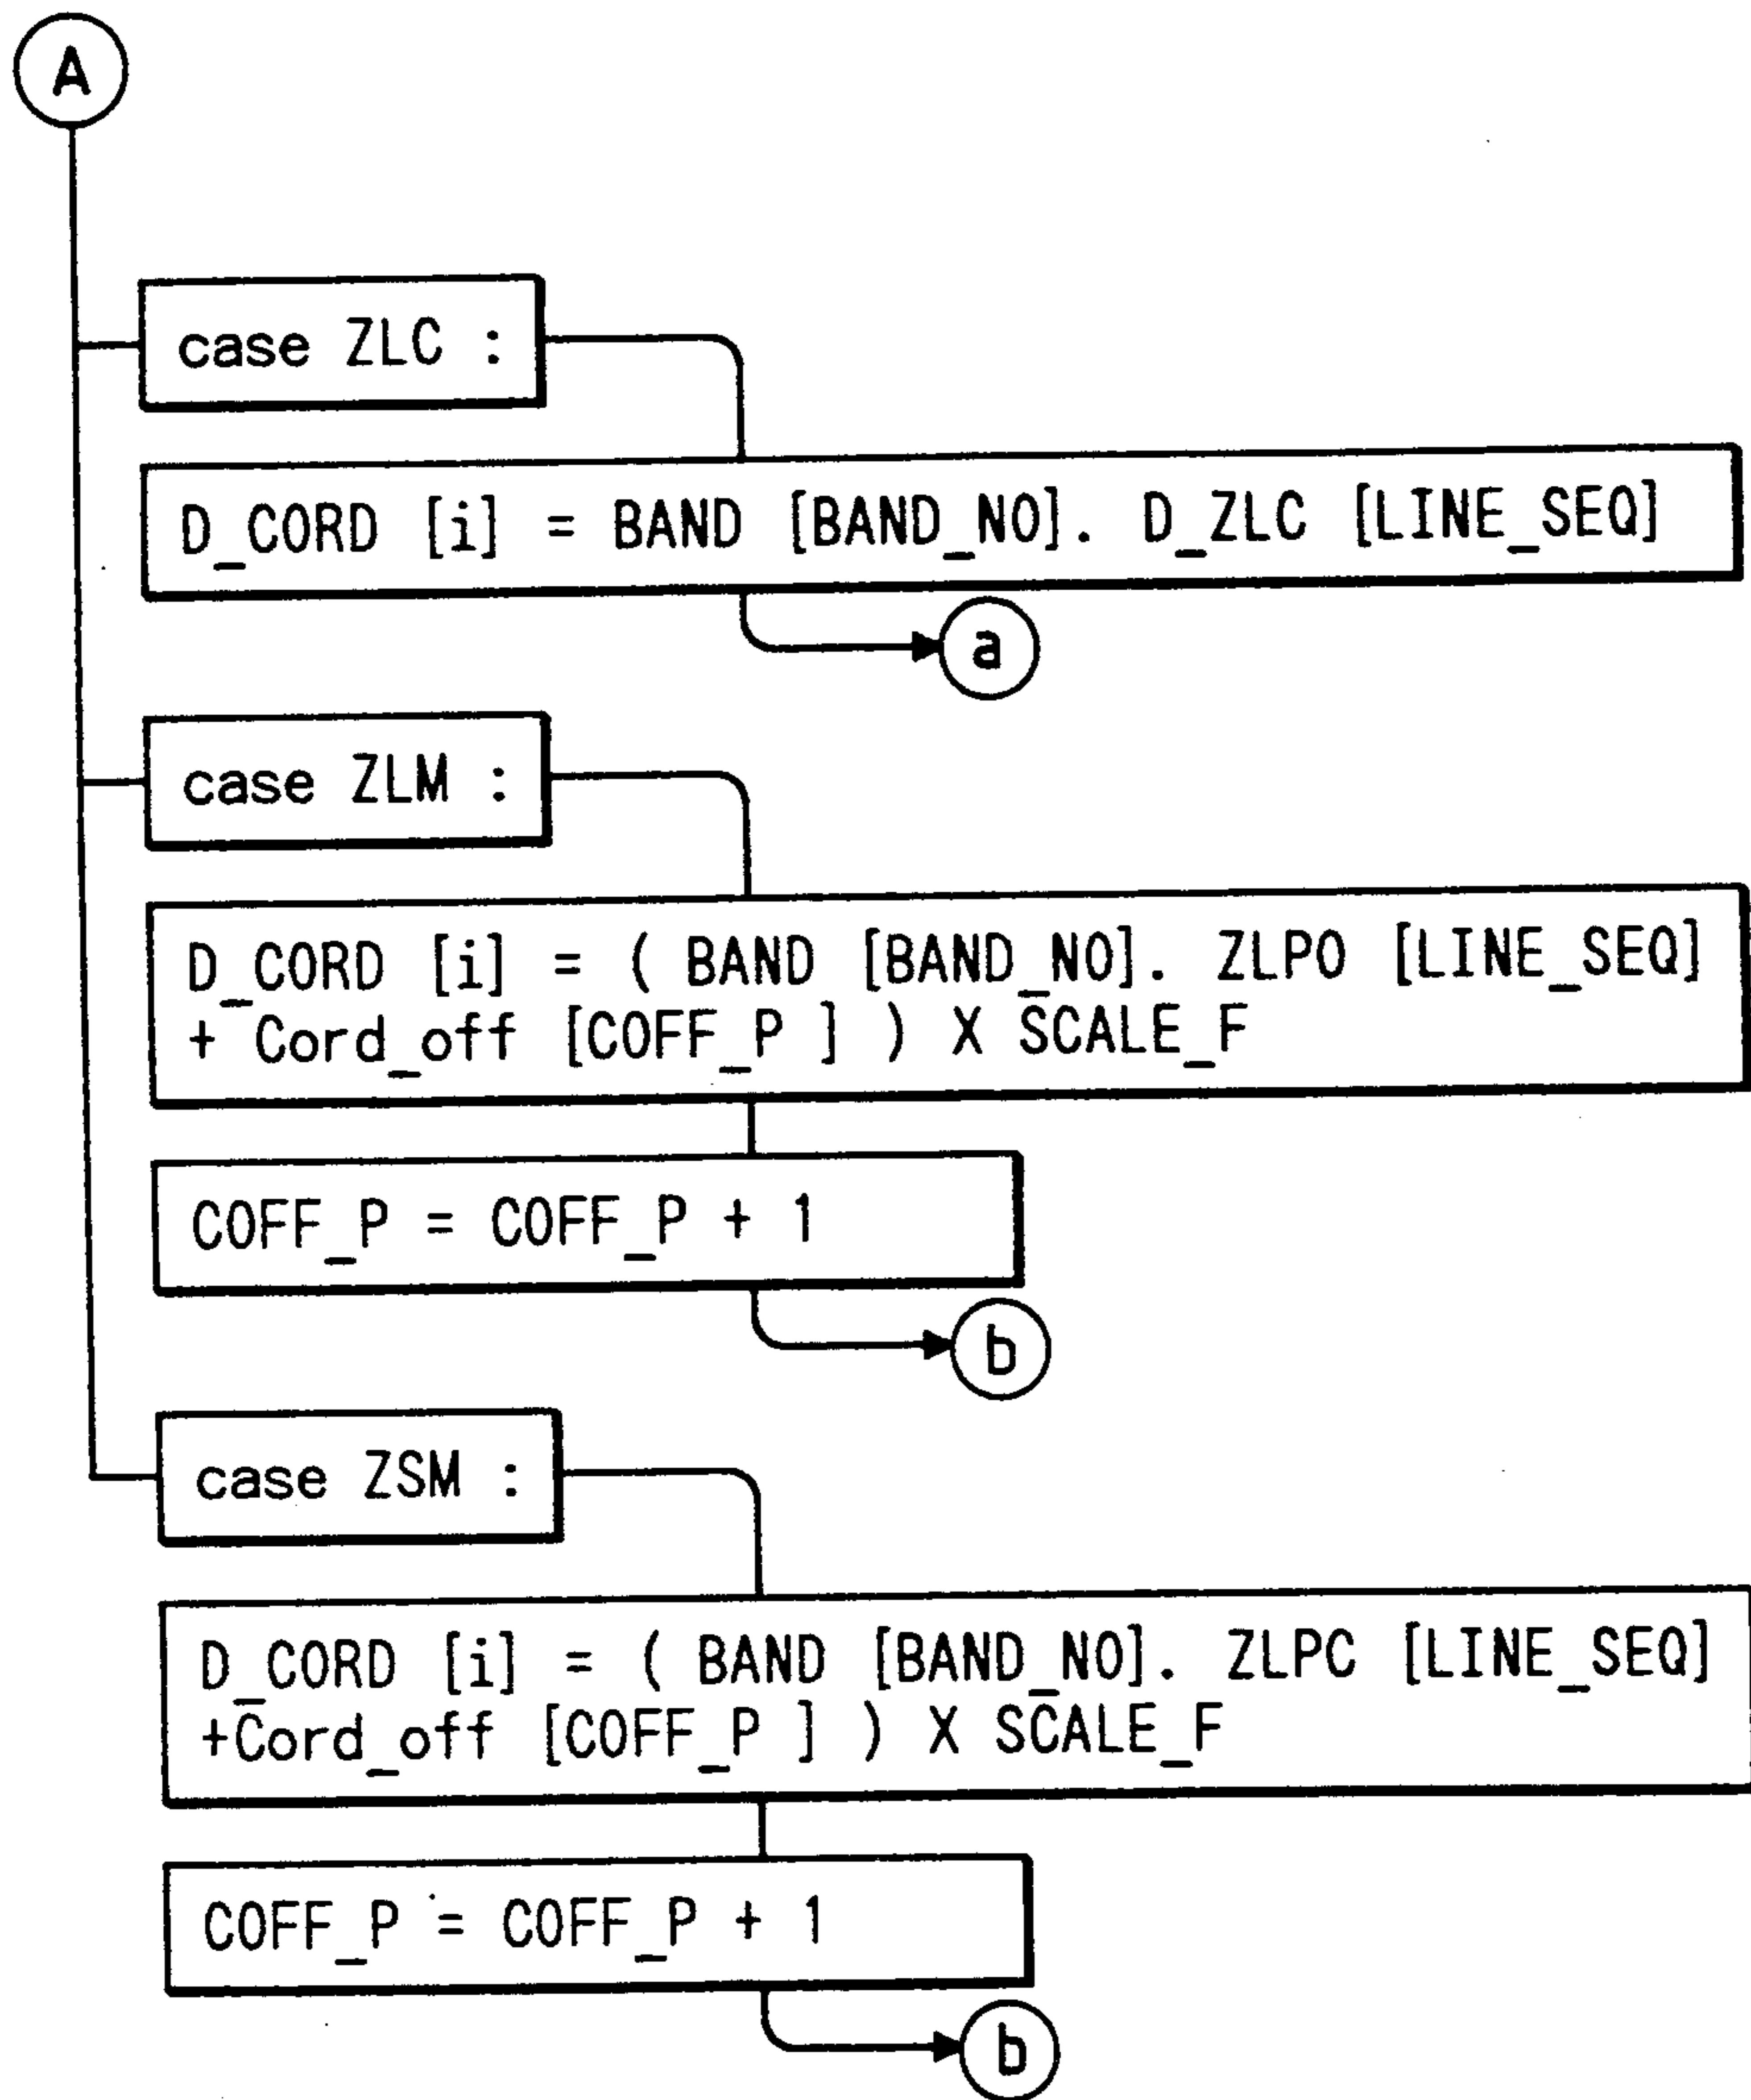 A
case ZLC :
D_CORD [i] = BAND [BAND_NO]. D_ZLC [LINE_SEQ]
a
case ZLM :
D_CORD [i] = ( BAND [BAND_NO]. ZLPO [LINE_SEQ]
+ Cord_off [COFF_P ] ) X SCALE_F
COFF_P = COFF_P + 1
b
case ZSM :
D_CORD [i] = ( BAND [BAND_NO]. ZLPC [LINE_SEQ]
+Cord_off [COFF_P ] ) X SCALE_F
COFF_P = COFF_P + 1
b